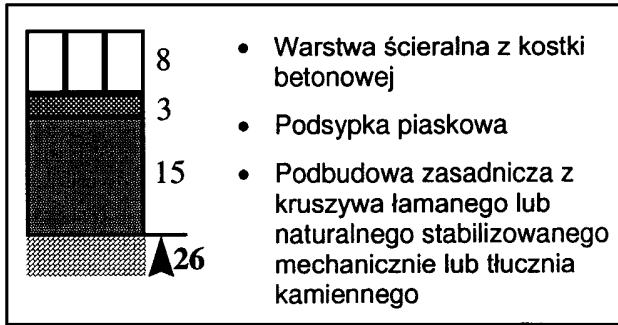 8
3
15
26
• Warstwa ścieralna z kostki
betonowej
• Podsypka piaskowa
• Podbudowa zasadnicza z
kruszywa łamanego lub
naturalnego stabilizowanego
mechanicznie lub tłucznia
kamiennego